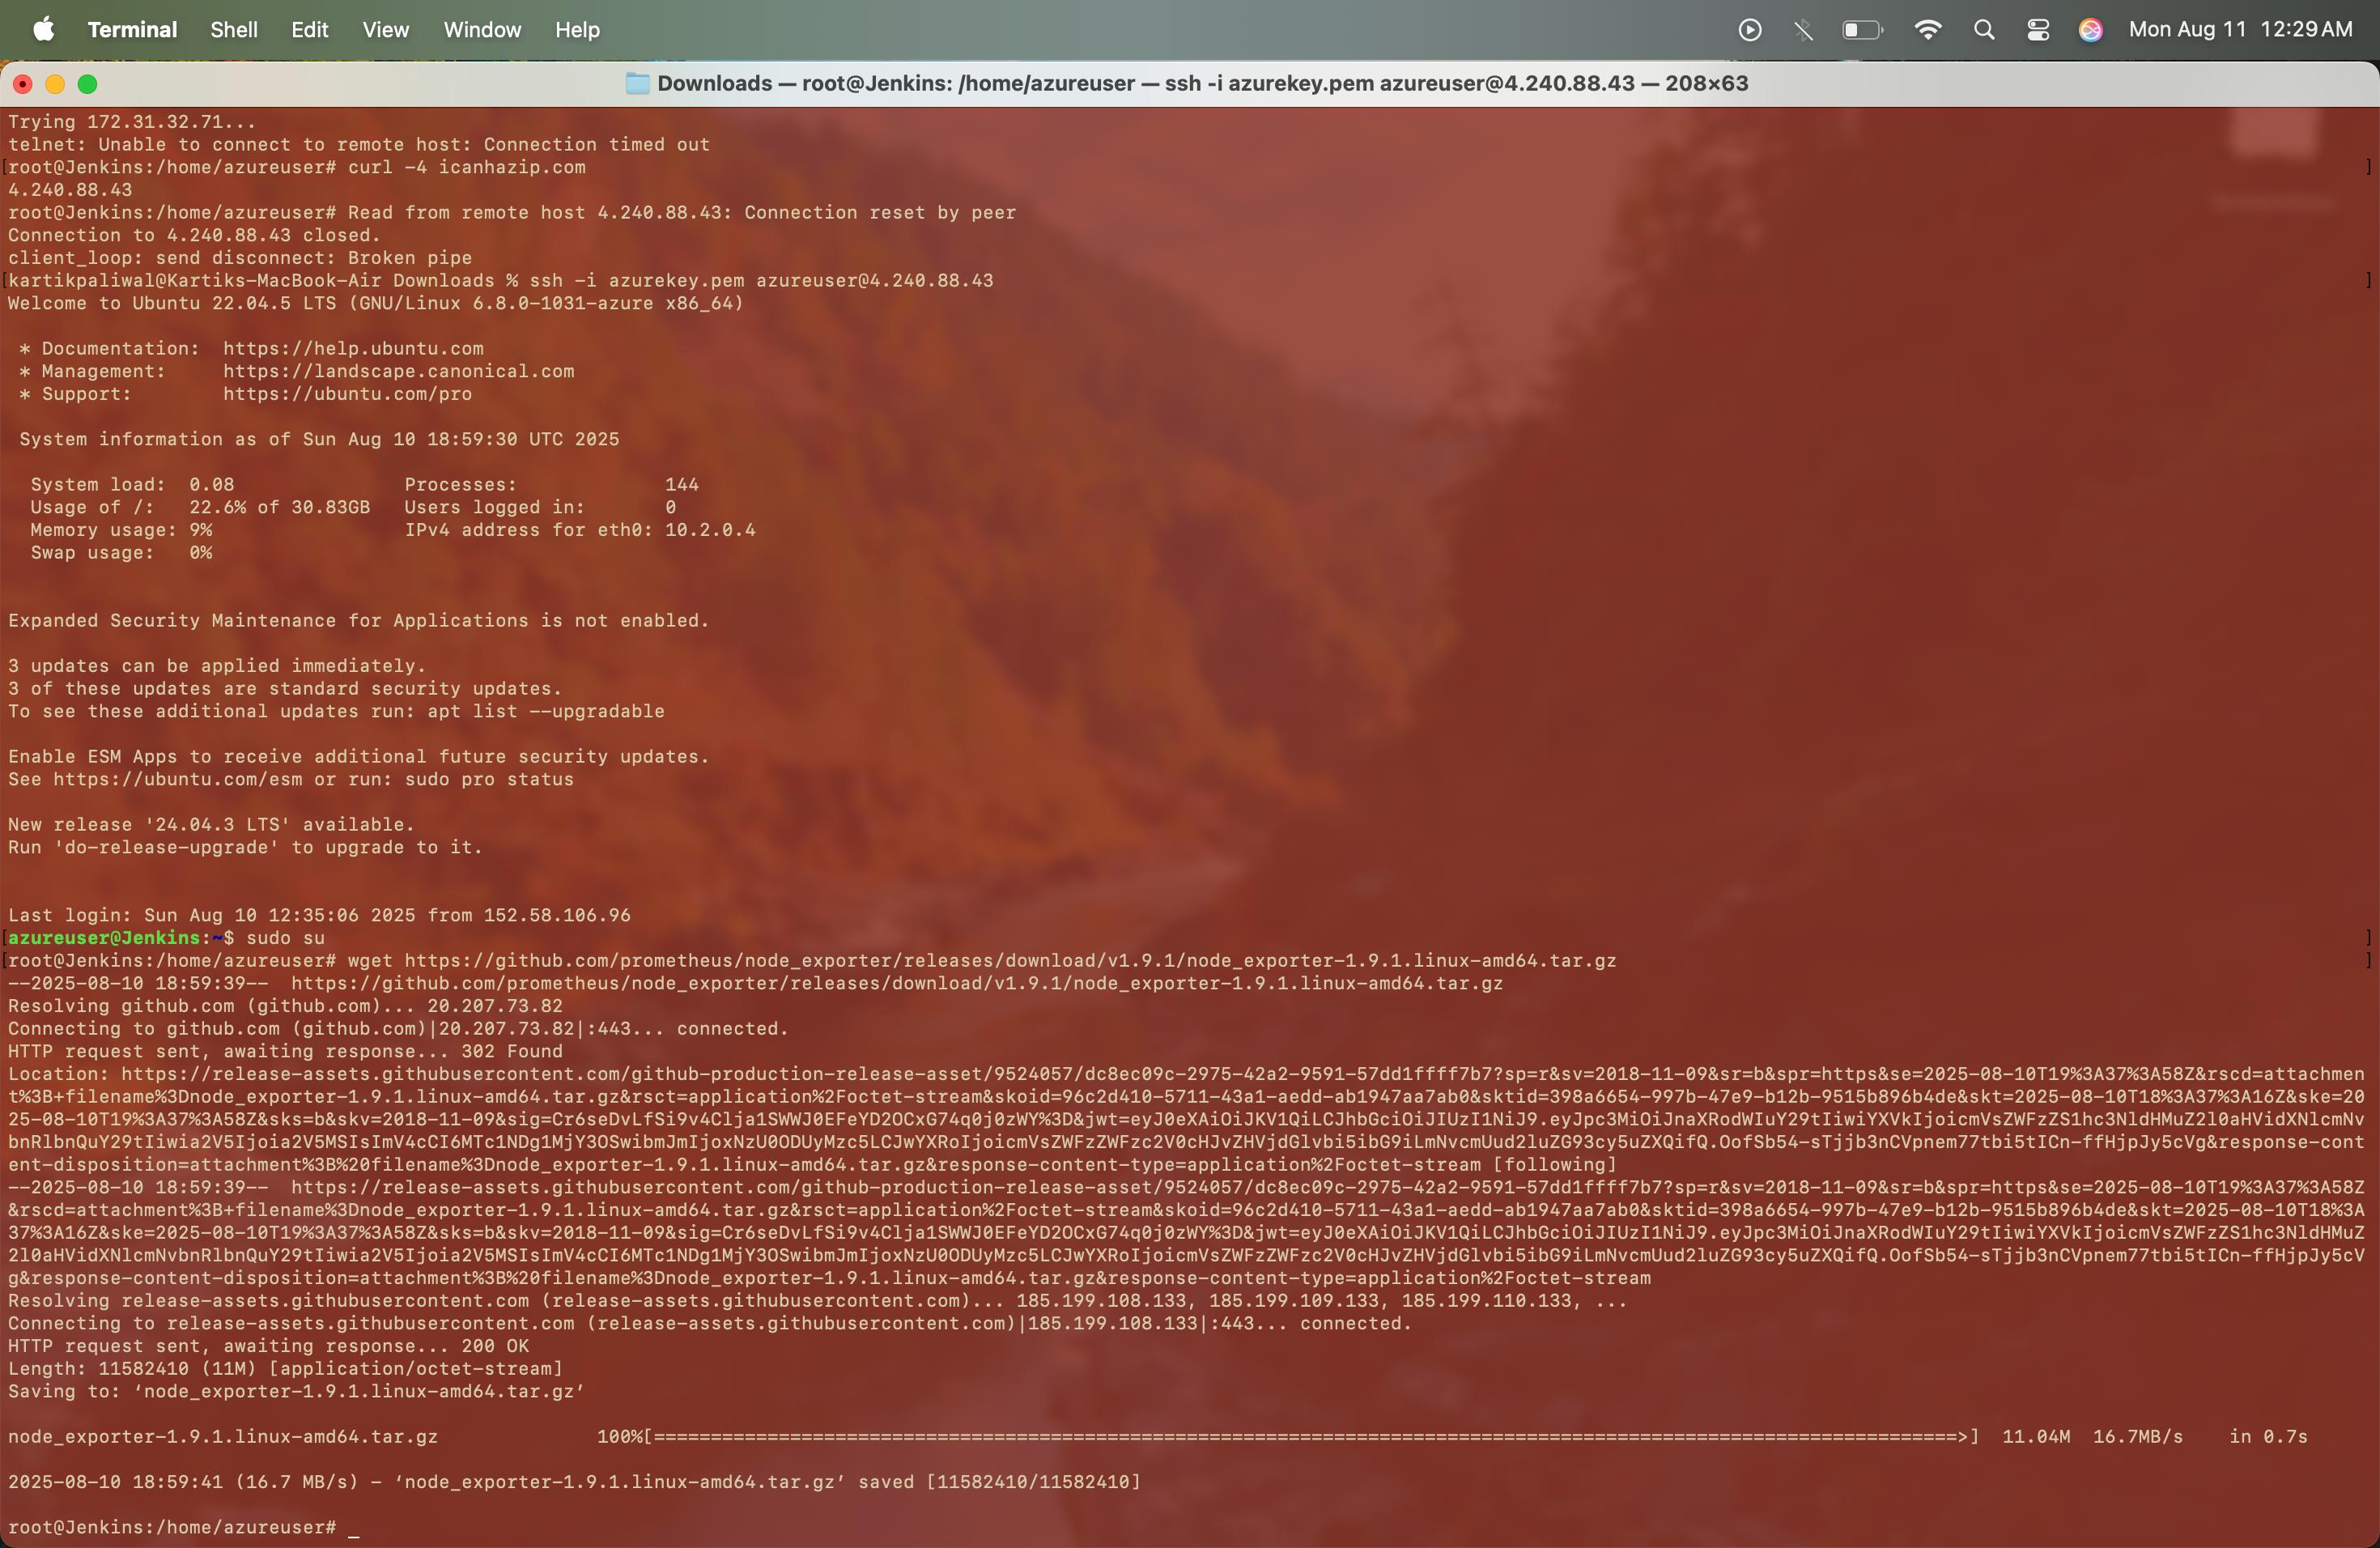 Terminal Shell Edit View Window Help Mon Aug 11 12:29 AM
Downloads — root@Jenkins: /home/azureuser — ssh -i azurekey.pem azureuser@4.240.88.43 — 208×63
Trying 172.31.32.71...
telnet: Unable to connect to remote host: Connection timed out
[root@Jenkins:/home/azureuser# curl -4 icanhazip.com ]
4.240.88.43
root@Jenkins:/home/azureuser# Read from remote host 4.240.88.43: Connection reset by peer
Connection to 4.240.88.43 closed.
client_loop: send disconnect: Broken pipe
[kartikpaliwal@Kartiks-MacBook-Air Downloads % ssh -i azurekey.pem azureuser@4.240.88.43 ]
Welcome to Ubuntu 22.04.5 LTS (GNU/Linux 6.8.0-1031-azure x86_64)
* Documentation: https://help.ubuntu.com
* Management: https://landscape.canonical.com
* Support: https://ubuntu.com/pro
System information as of Sun Aug 10 18:59:30 UTC 2025
System load: 0.08 Processes: 144
Usage of /: 22.6% of 30.83GB Users logged in: 0
Memory usage: 9% IPv4 address for eth0: 10.2.0.4
Swap usage: 0%
Expanded Security Maintenance for Applications is not enabled.
3 updates can be applied immediately.
3 of these updates are standard security updates.
To see these additional updates run: apt list --upgradable
Enable ESM Apps to receive additional future security updates.
See https://ubuntu.com/esm or run: sudo pro status
New release '24.04.3 LTS' available.
Run 'do-release-upgrade' to upgrade to it.
Last login: Sun Aug 10 12:35:06 2025 from 152.58.106.96
[azureuser@Jenkins:~$ sudo su ]
[root@Jenkins:/home/azureuser# wget https://github.com/prometheus/node_exporter/releases/download/v1.9.1/node_exporter-1.9.1.linux-amd64.tar.gz ]
--2025-08-10 18:59:39-- https://github.com/prometheus/node_exporter/releases/download/v1.9.1/node_exporter-1.9.1.linux-amd64.tar.gz
Resolving github.com (github.com)... 20.207.73.82
Connecting to github.com (github.com)|20.207.73.82|:443... connected.
HTTP request sent, awaiting response... 302 Found
Location: https://release-assets.githubusercontent.com/github-production-release-asset/9524057/dc8ec09c-2975-42a2-9591-57dd1ffff7b7?sp=r&sv=2018-11-09&sr=b&spr=https&se=2025-08-10T19%3A37%3A58Z&rscd=attachmen
t%3B+filename%3Dnode_exporter-1.9.1.linux-amd64.tar.gz&rsct=application%2Foctet-stream&skoid=96c2d410-5711-43a1-aedd-ab1947aa7ab0&sktid=398a6654-997b-47e9-b12b-9515b896b4de&skt=2025-08-10T18%3A37%3A16Z&ske=20
25-08-10T19%3A37%3A58Z&sks=b&skv=2018-11-09&sig=Cr6seDvLfSi9v4Clja1SWWJ0EFeYD2OCxG74q0j0zWY%3D&jwt=eyJ0eXAiOiJKV1QiLCJhbGciOiJIUzI1NiJ9.eyJpc3MiOiJnaXRodWIuY29tIiwiYXVkIjoicmVsZWFzZS1hc3NldHMuZ2l0aHVidXNlcmNv
bnRlbnQuY29tIiwia2V5Ijoia2V5MSIsImV4cCI6MTc1NDg1MjY3OSwibmJmIjoxNzU0ODUyMzc5LCJwYXRoIjoicmVsZWFzZWFzc2V0cHJvZHVjdGlvbi5ibG9iLmNvcmUud2luZG93cy5uZXQifQ.OofSb54-sTjjb3nCVpnem77tbi5tICn-ffHjpJy5cVg&response-cont
ent-disposition=attachment%3B%20filename%3Dnode_exporter-1.9.1.linux-amd64.tar.gz&response-content-type=application%2Foctet-stream [following]
--2025-08-10 18:59:39-- https://release-assets.githubusercontent.com/github-production-release-asset/9524057/dc8ec09c-2975-42a2-9591-57dd1ffff7b7?sp=r&sv=2018-11-09&sr=b&spr=https&se=2025-08-10T19%3A37%3A58Z
&rscd=attachment%3B+filename%3Dnode_exporter-1.9.1.linux-amd64.tar.gz&rsct=application%2Foctet-stream&skoid=96c2d410-5711-43a1-aedd-ab1947aa7ab0&sktid=398a6654-997b-47e9-b12b-9515b896b4de&skt=2025-08-10T18%3A
37%3A16Z&ske=2025-08-10T19%3A37%3A58Z&sks=b&skv=2018-11-09&sig=Cr6seDvLfSi9v4Clja1SWWJ0EFeYD2OCxG74q0j0zWY%3D&jwt=eyJ0eXAiOiJKV1QiLCJhbGciOiJIUzI1NiJ9.eyJpc3MiOiJnaXRodWIuY29tIiwiYXVkIjoicmVsZWFzZS1hc3NldHMuZ
2l0aHVidXNlcmNvbnRlbnQuY29tIiwia2V5Ijoia2V5MSIsImV4cCI6MTc1NDg1MjY3OSwibmJmIjoxNzU0ODUyMzc5LCJwYXRoIjoicmVsZWFzZWFzc2V0cHJvZHVjdGlvbi5ibG9iLmNvcmUud2luZG93cy5uZXQifQ.OofSb54-sTjjb3nCVpnem77tbi5tICn-ffHjpJy5cV
g&response-content-disposition=attachment%3B%20filename%3Dnode_exporter-1.9.1.linux-amd64.tar.gz&response-content-type=application%2Foctet-stream
Resolving release-assets.githubusercontent.com (release-assets.githubusercontent.com)... 185.199.108.133, 185.199.109.133, 185.199.110.133, ...
Connecting to release-assets.githubusercontent.com (release-assets.githubusercontent.com)|185.199.108.133|:443... connected.
HTTP request sent, awaiting response... 200 OK
Length: 11582410 (11M) [application/octet-stream]
Saving to: ‘node_exporter-1.9.1.linux-amd64.tar.gz’
node_exporter-1.9.1.linux-amd64.tar.gz 100%[===================================================================================================================>] 11.04M 16.7MB/s in 0.7s
2025-08-10 18:59:41 (16.7 MB/s) - ‘node_exporter-1.9.1.linux-amd64.tar.gz’ saved [11582410/11582410]
root@Jenkins:/home/azureuser# _